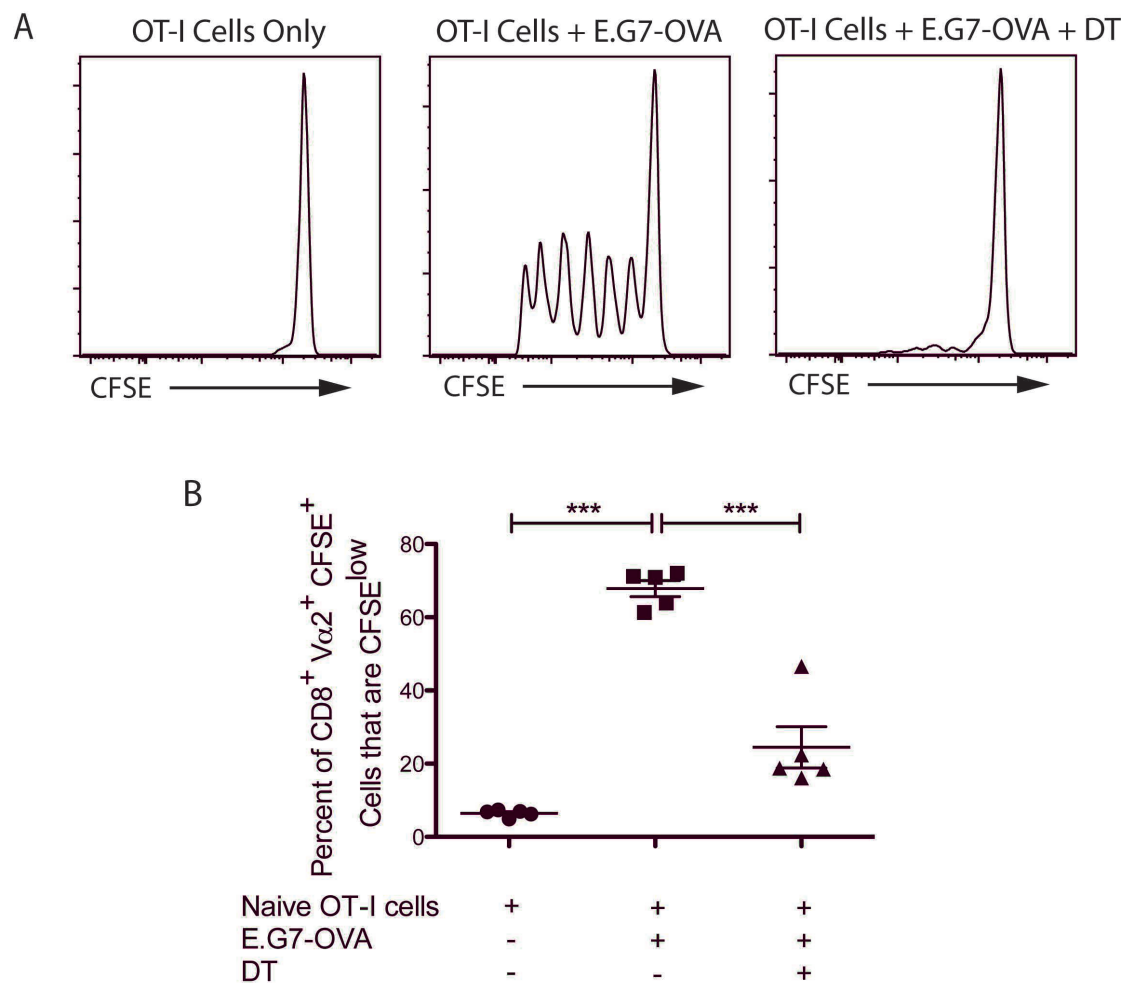 A
OT-I Cells Only
OT-I Cells + E.G7-OVA
OT-I Cells + E.G7-OVA + DT
CFSE
CFSE
CFSE
B
Percent of CD8+ Vα2+ CFSE+
Cells that are CFSElow
***
***
80
60
40
20
0
Naive OT-I cells + + +
E.G7-OVA - + +
DT - - +